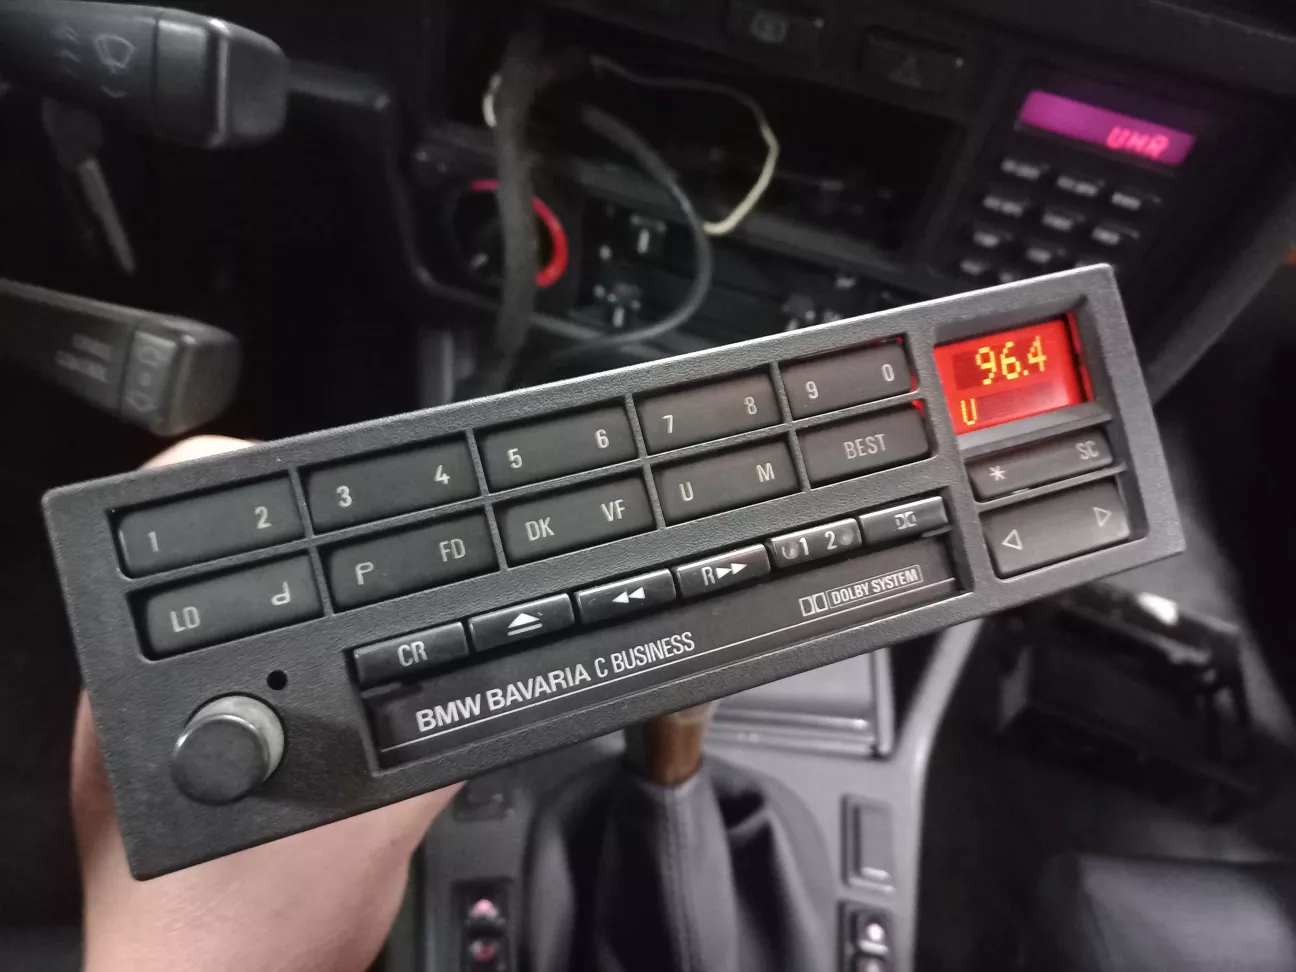 UHR
96.4
U
1 2
3 4
5 6
7 8
9 0
* SC
LD d
P FD
DK VF
U M
BEST
CR
R
1 2
DOLBY SYSTEM
BMW BAVARIA C BUSINESS